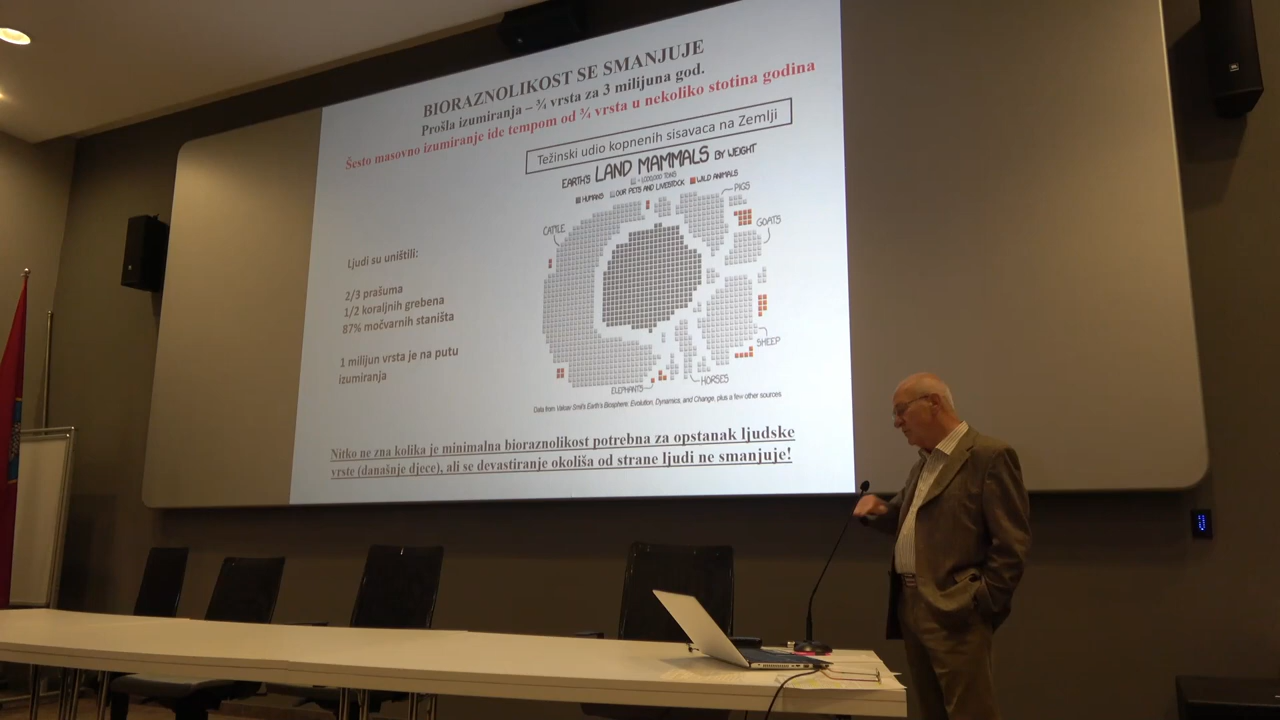 BIORAZNOLIKOST SE SMANJUJE
Prošla izumiranja – ¾ vrsta za 3 milijuna god.
Šesto masovno izumiranje ide tempom od ¾ vrsta u nekoliko stotina godina
Težinski udio kopnenih sisavaca na Zemlji
EARTH'S LAND MAMMALS BY WEIGHT
= 1,000,000 TONS
HUMANS OUR PETS AND LIVESTOCK WILD ANIMALS
PIGS
CATTLE
GOATS
SHEEP
ELEPHANTS
HORSES
Data from Vaclav Smil's Earth's Biosphere: Evolution, Dynamics, and Change, plus a few other sources
Ljudi su uništili:
2/3 prašuma
1/2 koraljnih grebena
87% močvarnih staništa
1 milijun vrsta je na putu
izumiranja
Nitko ne zna kolika je minimalna bioraznolikost potrebna za opstanak ljudske
vrste (današnje djece), ali se devastiranje okoliša od strane ljudi ne smanjuje!